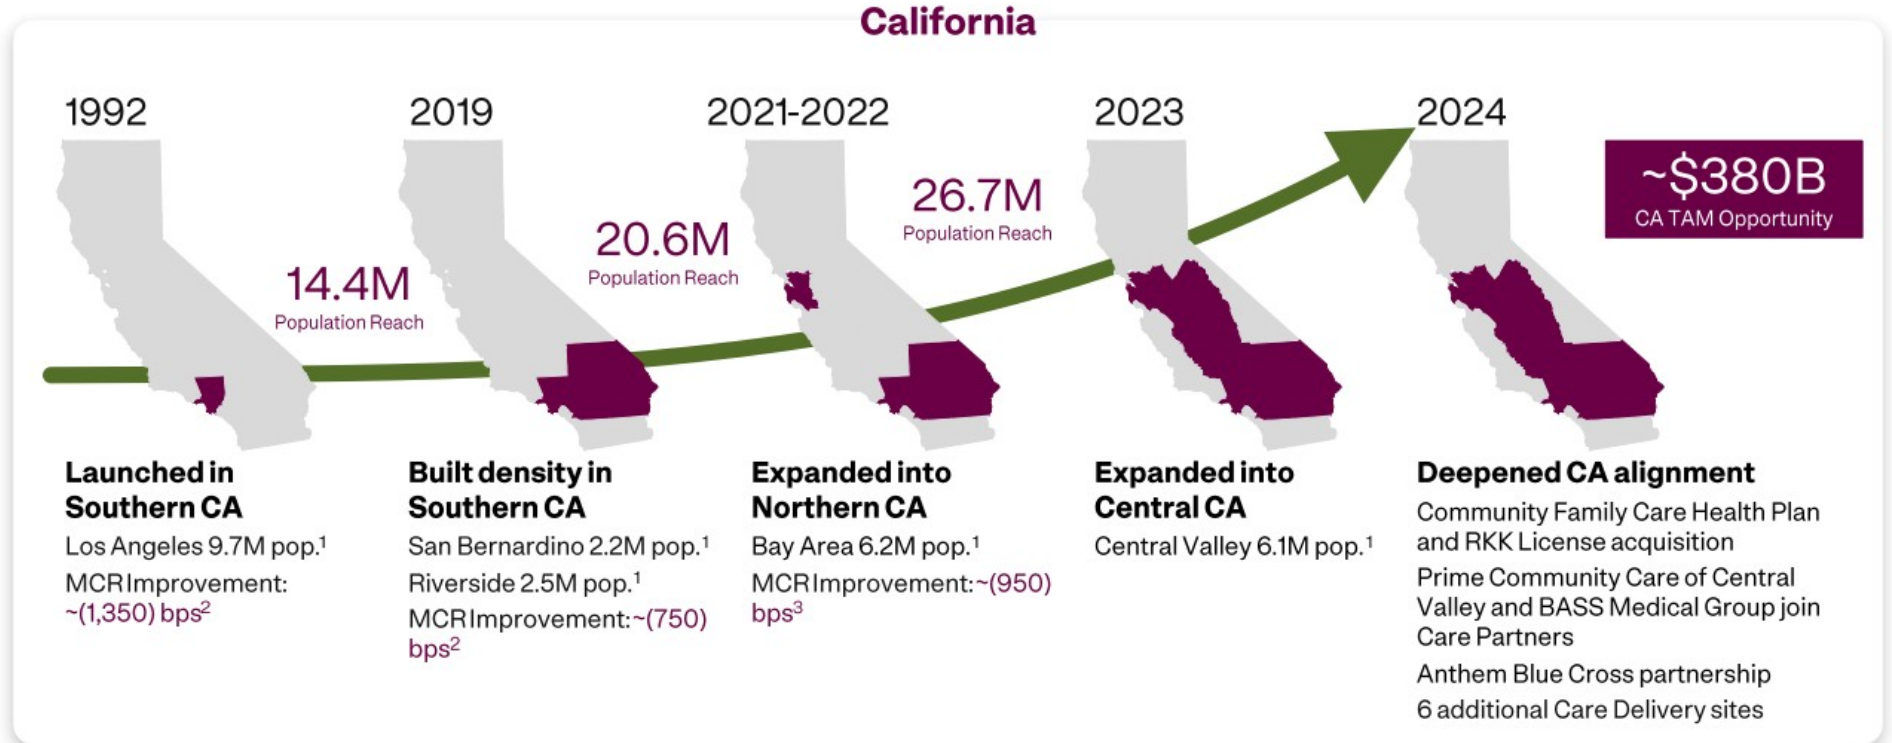 California
1992
2019
2021-2022
2023
2024
~$380B
CA TAM Opportunity
14.4M
Population Reach
20.6M
Population Reach
26.7M
Population Reach
Launched in
Southern CA
Los Angeles 9.7M pop.¹
MCR Improvement:
~(1,350) bps²
Built density in
Southern CA
San Bernardino 2.2M pop.¹
Riverside 2.5M pop.¹
MCR Improvement:~(750)
bps²
Expanded into
Northern CA
Bay Area 6.2M pop.¹
MCR Improvement:~(950)
bps³
Expanded into
Central CA
Central Valley 6.1M pop.¹
Deepened CA alignment
Community Family Care Health Plan
and RKK License acquisition
Prime Community Care of Central
Valley and BASS Medical Group join
Care Partners
Anthem Blue Cross partnership
6 additional Care Delivery sites